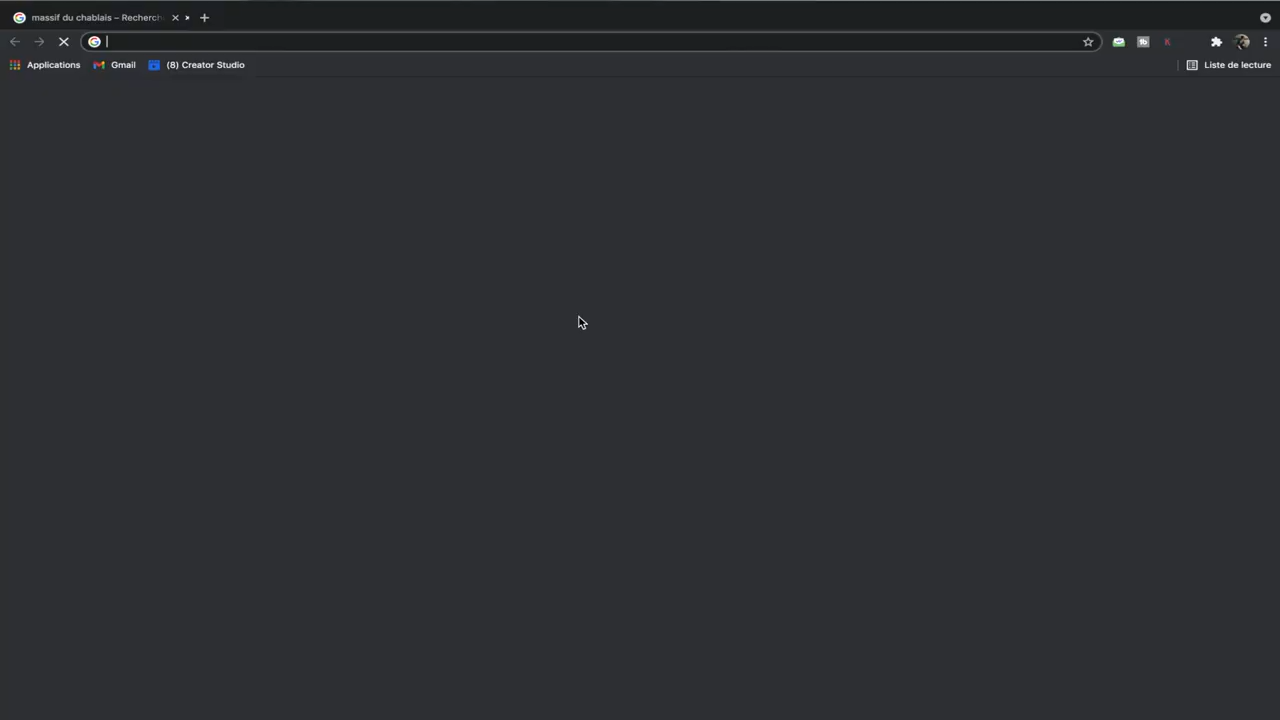 massif du chablais – Recherch
Applications
Gmail
(8) Creator Studio
Liste de lecture